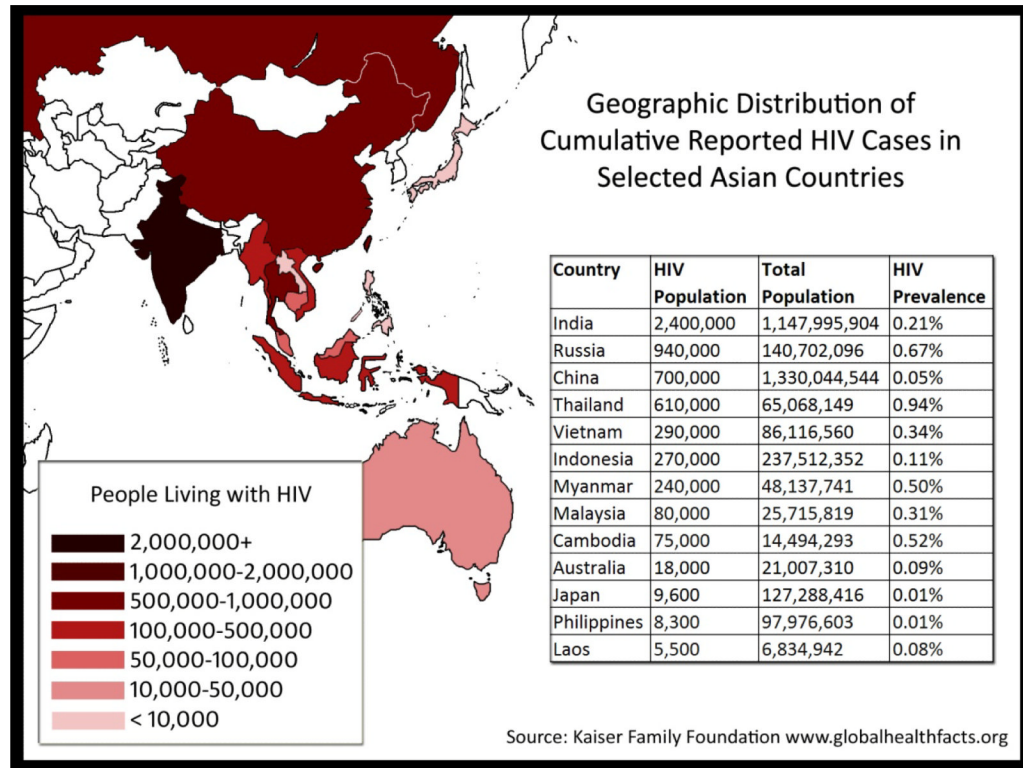 Geographic Distribution of
Cumulative Reported HIV Cases in
Selected Asian Countries
Country HIV Population Total Population HIV Prevalence
India 2,400,000 1,147,995,904 0.21%
Russia 940,000 140,702,096 0.67%
China 700,000 1,330,044,544 0.05%
Thailand 610,000 65,068,149 0.94%
Vietnam 290,000 86,116,560 0.34%
Indonesia 270,000 237,512,352 0.11%
Myanmar 240,000 48,137,741 0.50%
Malaysia 80,000 25,715,819 0.31%
Cambodia 75,000 14,494,293 0.52%
Australia 18,000 21,007,310 0.09%
Japan 9,600 127,288,416 0.01%
Philippines 8,300 97,976,603 0.01%
Laos 5,500 6,834,942 0.08%
People Living with HIV
2,000,000+
1,000,000-2,000,000
500,000-1,000,000
100,000-500,000
50,000-100,000
10,000-50,000
< 10,000
Source: Kaiser Family Foundation www.globalhealthfacts.org